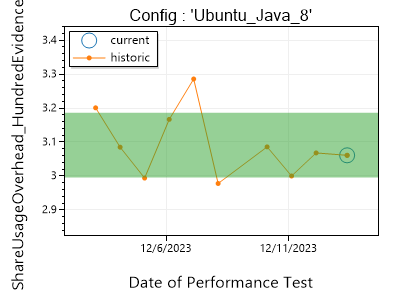 Config : 'Ubuntu_Java_8'
current
historic
ShareUsageOverhead_HundredEvidence
3.4
3.3
3.2
3.1
3
2.9
12/6/2023
12/11/2023
Date of Performance Test